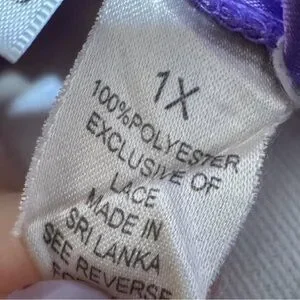 1X
100%POLYESTER
EXCLUSIVE OF
LACE
MADE IN
SRI LANKA
SEE REVERSE